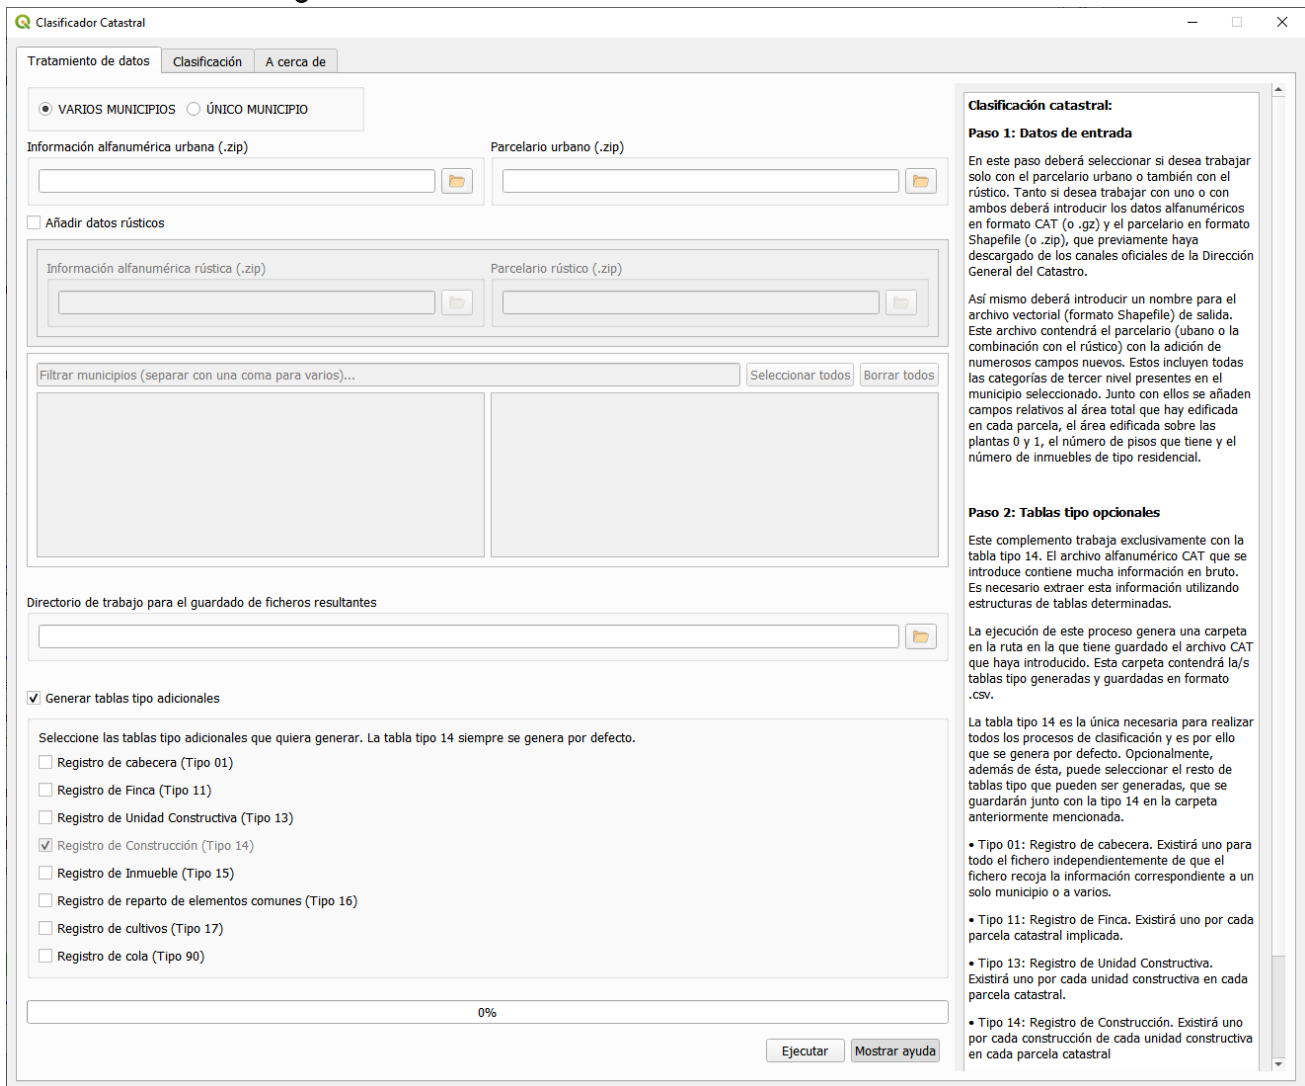 Clasificador Catastral
Tratamiento de datos
Clasificación
A cerca de
VARIOS MUNICIPIOS
ÚNICO MUNICIPIO
Información alfanumérica urbana (.zip)
Parcelario urbano (.zip)
Añadir datos rústicos
Información alfanumérica rústica (.zip)
Parcelario rústico (.zip)
Filtrar municipios (separar con una coma para varios)...
Seleccionar todos
Borrar todos
Directorio de trabajo para el guardado de ficheros resultantes
Generar tablas tipo adicionales
Seleccione las tablas tipo adicionales que quiera generar. La tabla tipo 14 siempre se genera por defecto.
Registro de cabecera (Tipo 01)
Registro de Finca (Tipo 11)
Registro de Unidad Constructiva (Tipo 13)
Registro de Construcción (Tipo 14)
Registro de Inmueble (Tipo 15)
Registro de reparto de elementos comunes (Tipo 16)
Registro de cultivos (Tipo 17)
Registro de cola (Tipo 90)
0%
Ejecutar
Mostrar ayuda
Clasificación catastral:
Paso 1: Datos de entrada
En este paso deberá seleccionar si desea trabajar
solo con el parcelario urbano o también con el
rústico. Tanto si desea trabajar con uno o con
ambos deberá introducir los datos alfanuméricos
en formato CAT (o .gz) y el parcelario en formato
Shapefile (o .zip), que previamente haya
descargado de los canales oficiales de la Dirección
General del Catastro.
Así mismo deberá introducir un nombre para el
archivo vectorial (formato Shapefile) de salida.
Este archivo contendrá el parcelario (ubano o la
combinación con el rústico) con la adición de
numerosos campos nuevos. Estos incluyen todas
las categorías de tercer nivel presentes en el
municipio seleccionado. Junto con ellos se añaden
campos relativos al área total que hay edificada
en cada parcela, el área edificada sobre las
plantas 0 y 1, el número de pisos que tiene y el
número de inmuebles de tipo residencial.
Paso 2: Tablas tipo opcionales
Este complemento trabaja exclusivamente con la
tabla tipo 14. El archivo alfanumérico CAT que se
introduce contiene mucha información en bruto.
Es necesario extraer esta información utilizando
estructuras de tablas determinadas.
La ejecución de este proceso genera una carpeta
en la ruta en la que tiene guardado el archivo CAT
que haya introducido. Esta carpeta contendrá la/s
tablas tipo generadas y guardadas en formato
.csv.
La tabla tipo 14 es la única necesaria para realizar
todos los procesos de clasificación y es por ello
que se genera por defecto. Opcionalmente,
además de ésta, puede seleccionar el resto de
tablas tipo que pueden ser generadas, que se
guardarán junto con la tipo 14 en la carpeta
anteriormente mencionada.
• Tipo 01: Registro de cabecera. Existirá uno para
todo el fichero independientemente de que el
fichero recoja la información correspondiente a un
solo municipio o a varios.
• Tipo 11: Registro de Finca. Existirá uno por cada
parcela catastral implicada.
• Tipo 13: Registro de Unidad Constructiva.
Existirá uno por cada unidad constructiva en cada
parcela catastral.
• Tipo 14: Registro de Construcción. Existirá uno
por cada construcción de cada unidad constructiva
en cada parcela catastral